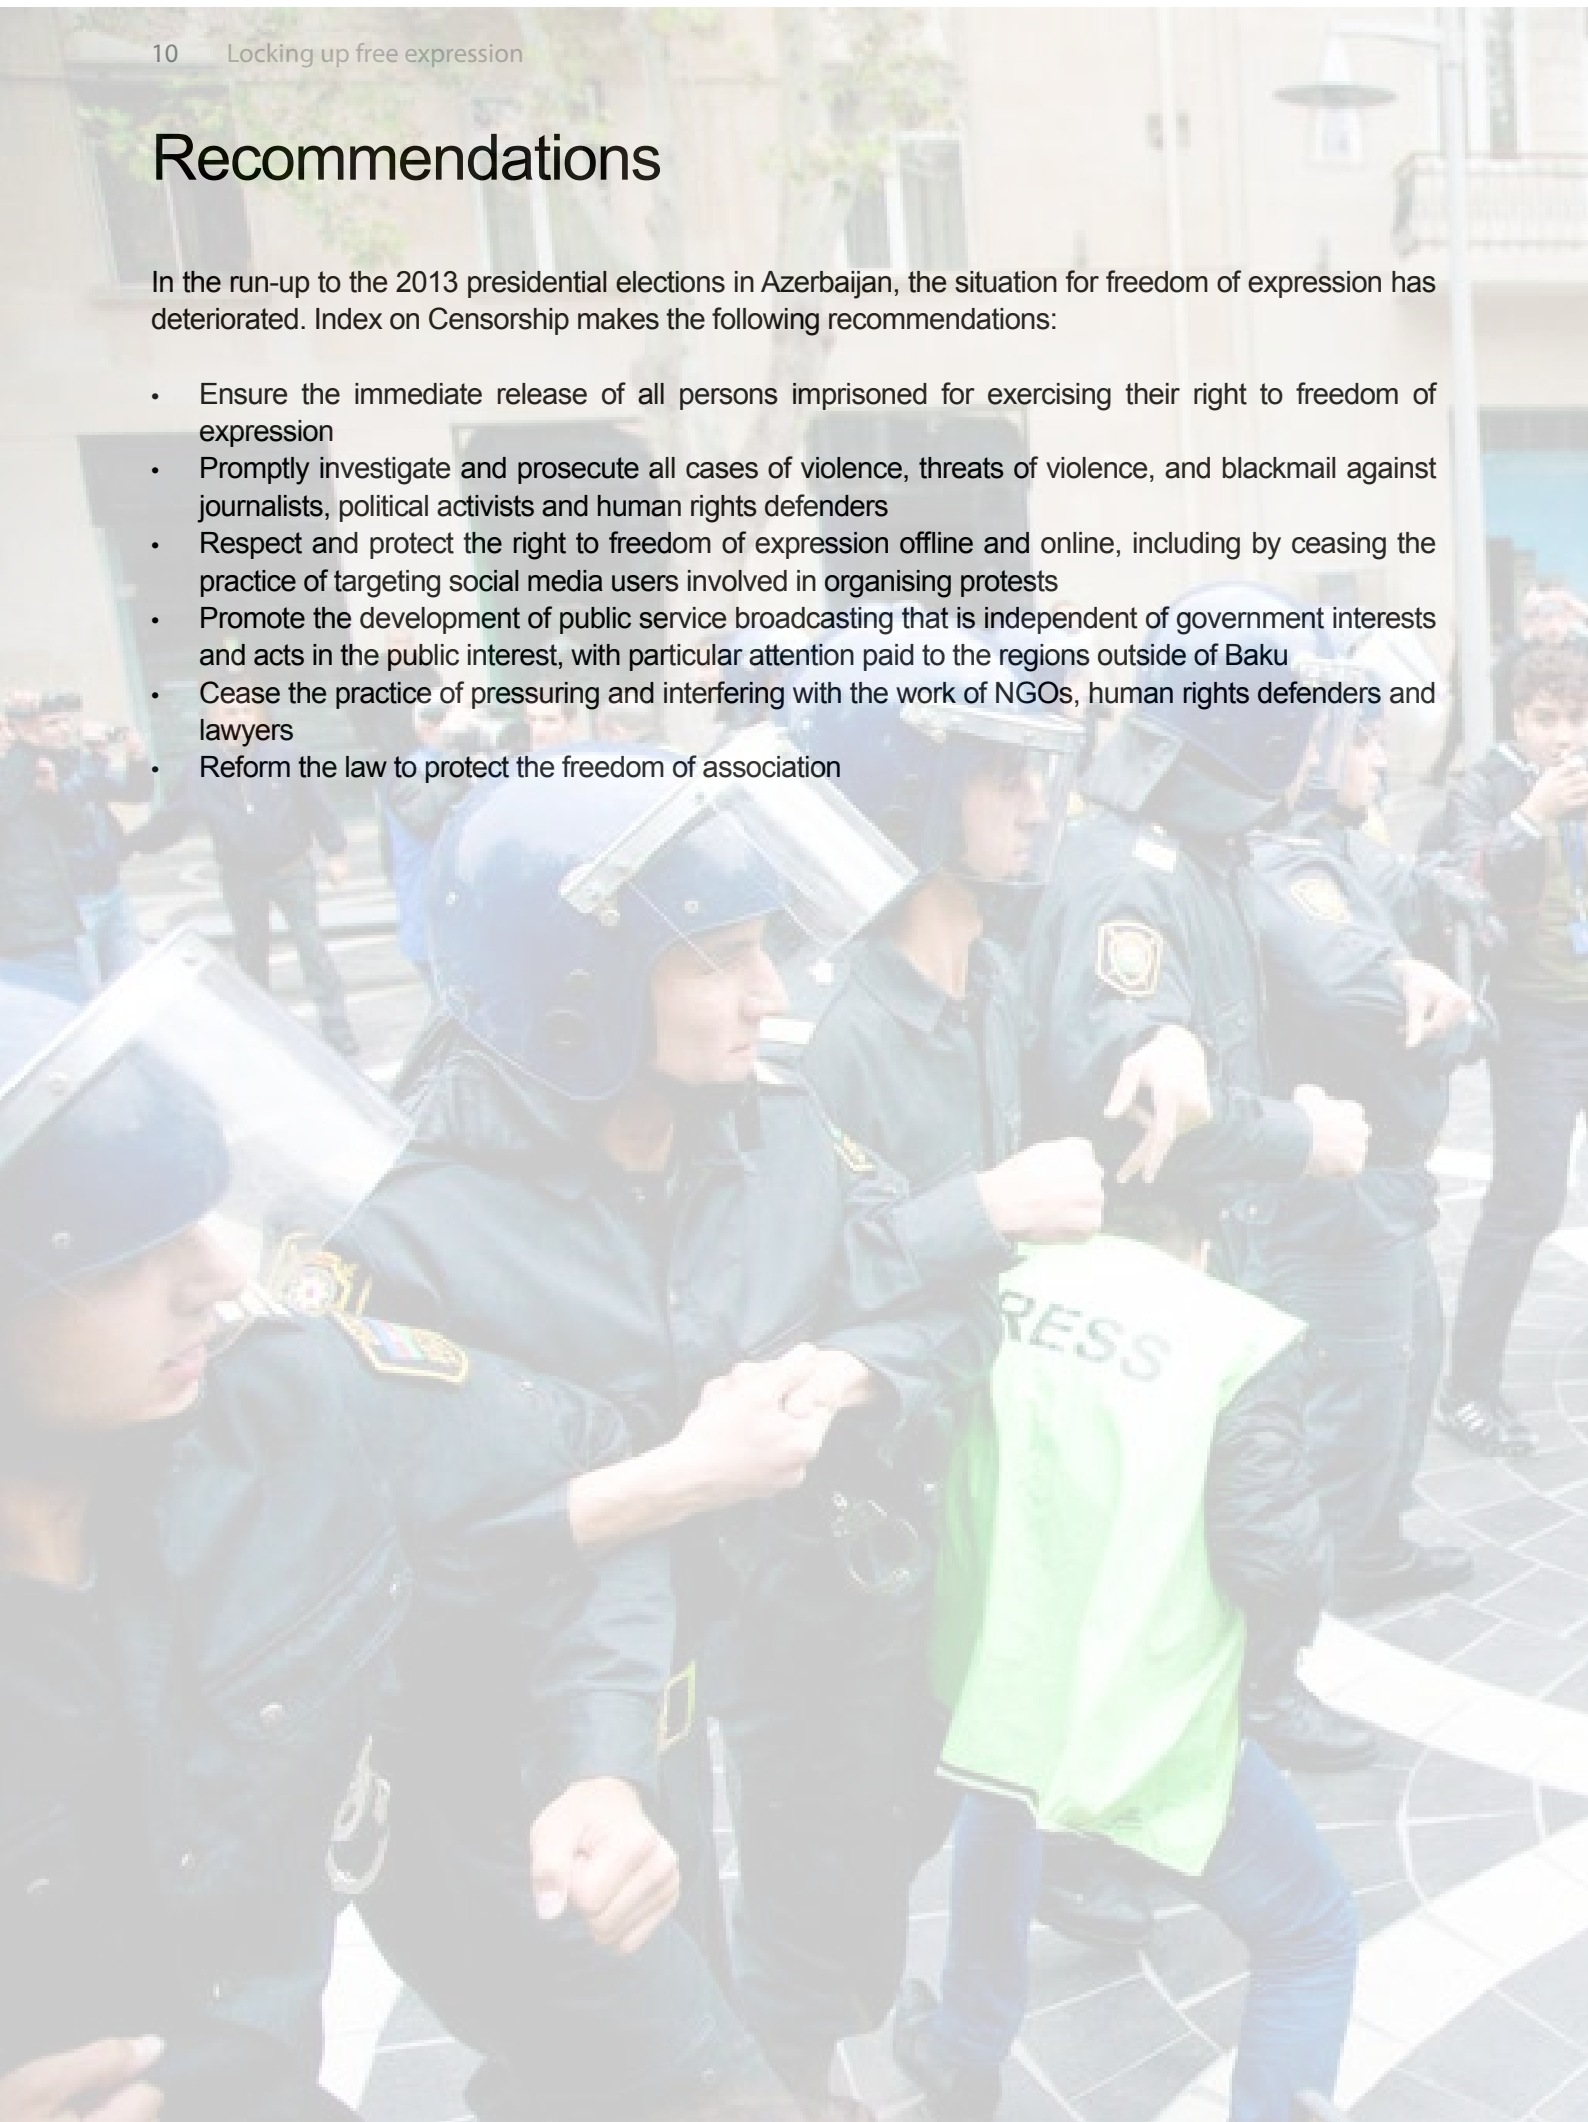 10 Locking up free expression
Recommendations
In the run-up to the 2013 presidential elections in Azerbaijan, the situation for freedom of expression has
deteriorated. Index on Censorship makes the following recommendations:
• Ensure the immediate release of all persons imprisoned for exercising their right to freedom of
expression
• Promptly investigate and prosecute all cases of violence, threats of violence, and blackmail against
journalists, political activists and human rights defenders
• Respect and protect the right to freedom of expression offline and online, including by ceasing the
practice of targeting social media users involved in organising protests
• Promote the development of public service broadcasting that is independent of government interests
and acts in the public interest, with particular attention paid to the regions outside of Baku
• Cease the practice of pressuring and interfering with the work of NGOs, human rights defenders and
lawyers
• Reform the law to protect the freedom of association
RESS